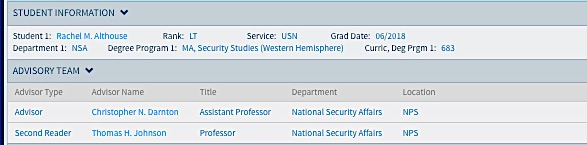 STUDENT INFORMATION
Student 1: Rachel M. Althouse Rank: LT Service: USN Grad Date: 06/2018
Department 1: NSA Degree Program 1: MA, Security Studies (Western Hemisphere) Curric, Deg Prgm 1: 683
ADVISORY TEAM
Advisor Type Advisor Name Title Department Location
Advisor Christopher N. Darnton Assistant Professor National Security Affairs NPS
Second Reader Thomas H. Johnson Professor National Security Affairs NPS